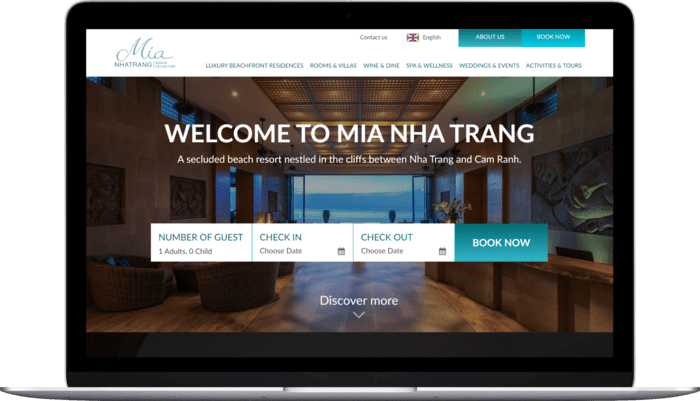 Contact us
English
ABOUT US
BOOK NOW
Mia
NHATRANG
LUXURY BEACHFRONT RESIDENCES ROOMS & VILLAS WINE & DINE SPA & WELLNESS WEDDINGS & EVENTS ACTIVITIES & TOURS
WELCOME TO MIA NHA TRANG
A secluded beach resort nestled in the cliffs between Nha Trang and Cam Ranh.
NUMBER OF GUEST
1 Adults, 0 Child
CHECK IN
Choose Date
CHECK OUT
Choose Date
BOOK NOW
Discover more